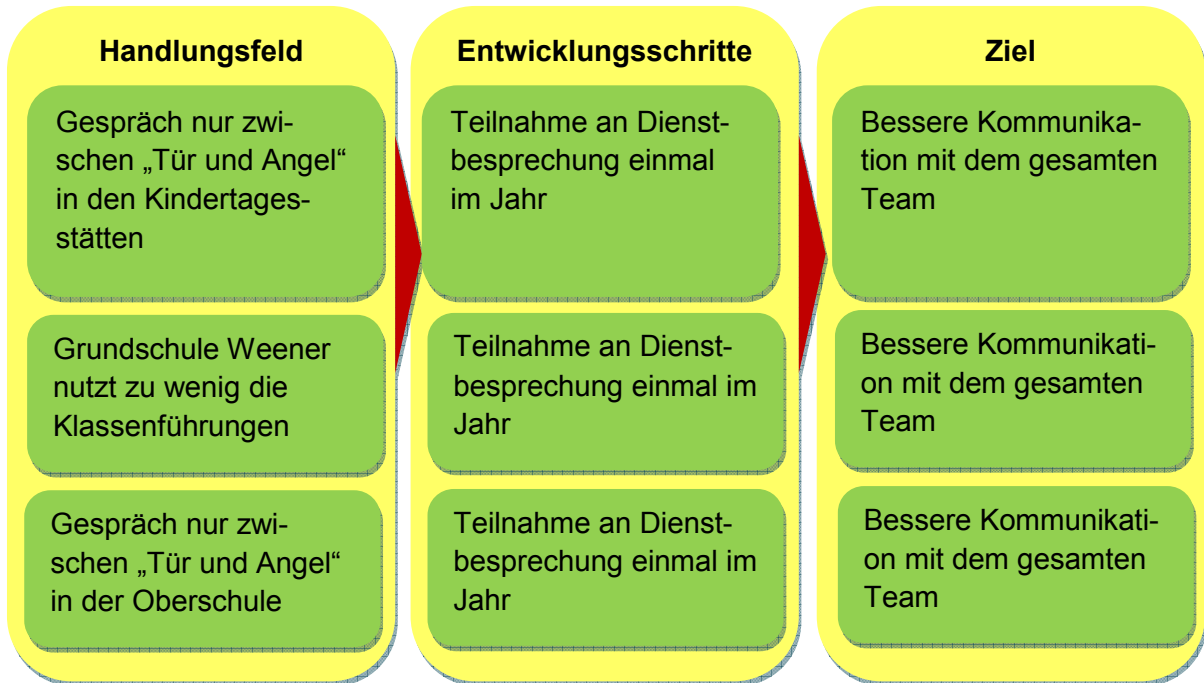 Handlungsfeld
Gespräch nur zwi-
schen „Tür und Angel“
in den Kindertages-
stätten
Grundschule Weener
nutzt zu wenig die
Klassenführungen
Gespräch nur zwi-
schen „Tür und Angel“
in der Oberschule
Entwicklungsschritte
Teilnahme an Dienst-
besprechung einmal
im Jahr
Teilnahme an Dienst-
besprechung einmal im
Jahr
Teilnahme an Dienst-
besprechung einmal im
Jahr
Ziel
Bessere Kommunika-
tion mit dem gesamten
Team
Bessere Kommunikati-
on mit dem gesamten
Team
Bessere Kommunikati-
on mit dem gesamten
Team